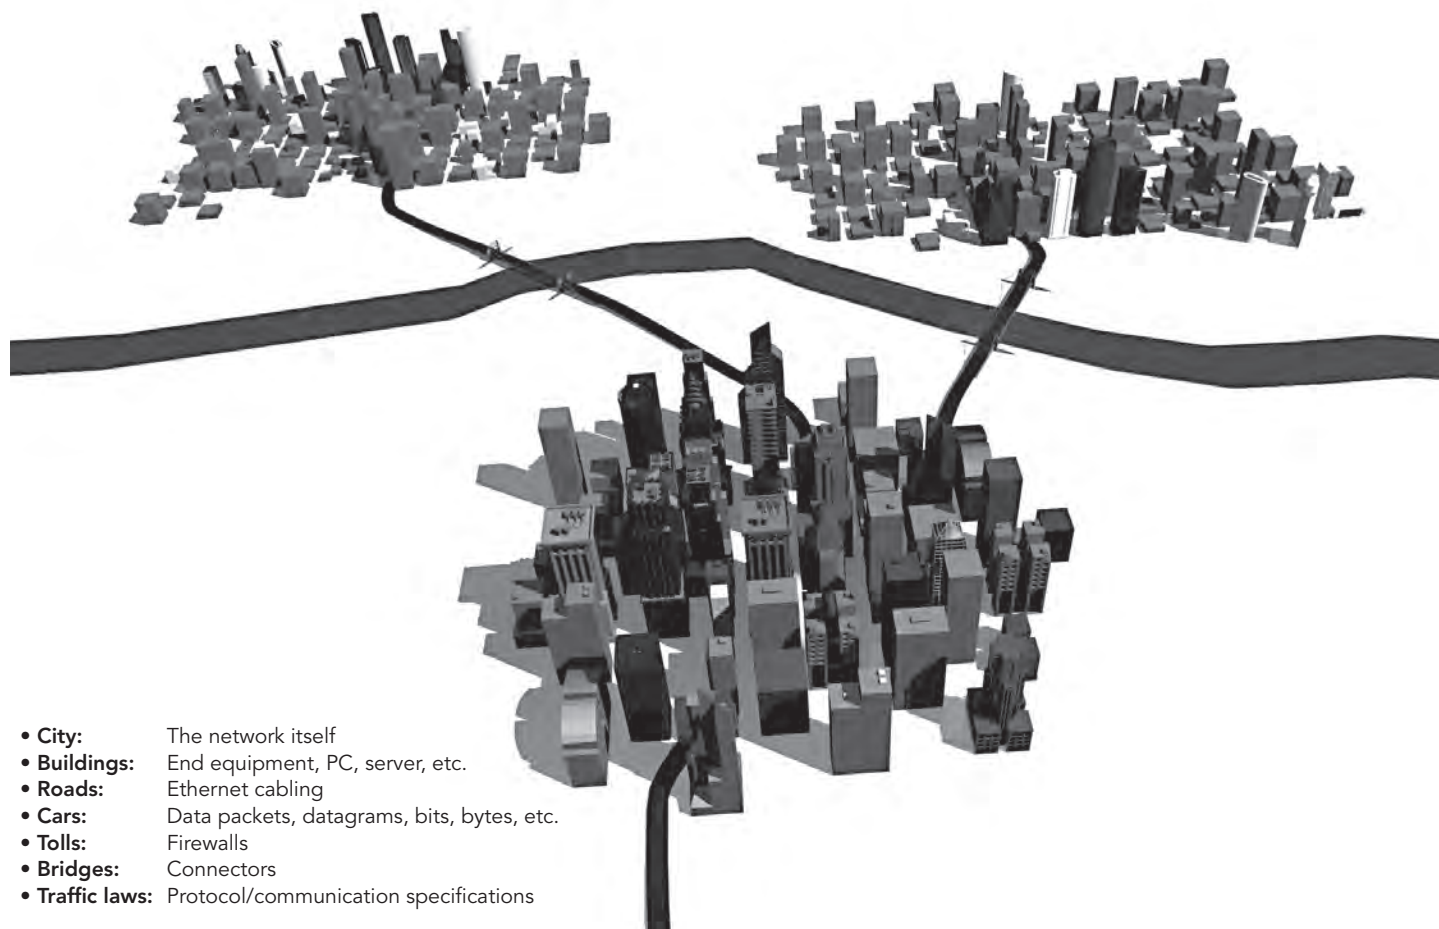 • City: The network itself
• Buildings: End equipment, PC, server, etc.
• Roads: Ethernet cabling
• Cars: Data packets, datagrams, bits, bytes, etc.
• Tolls: Firewalls
• Bridges: Connectors
• Traffic laws: Protocol/communication specifications